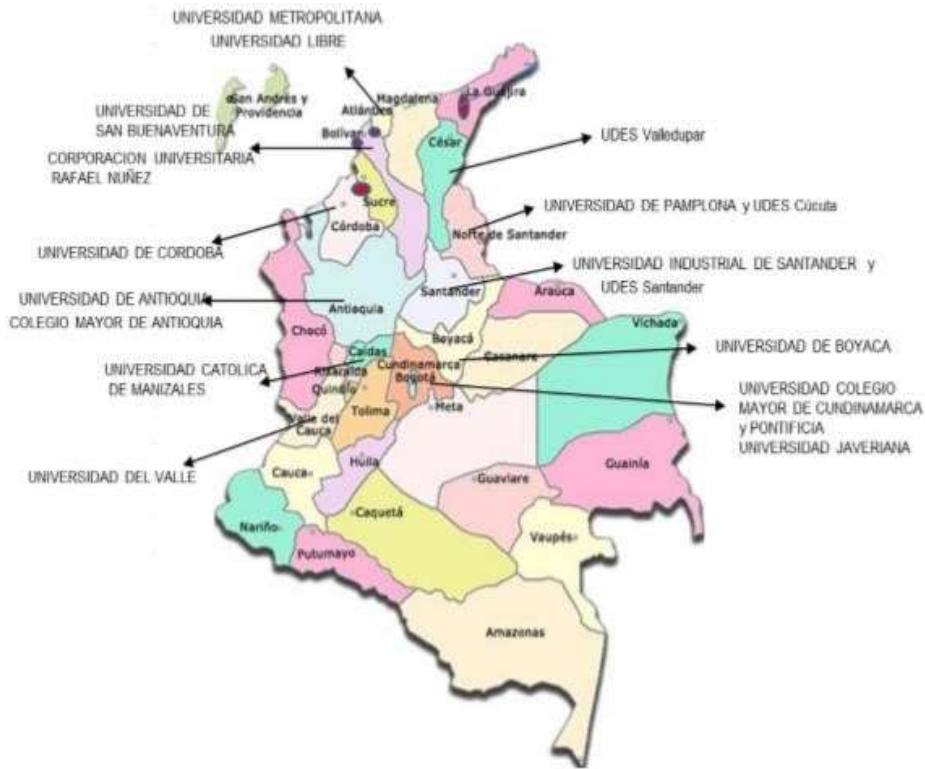 UNIVERSIDAD METROPOLITANA
UNIVERSIDAD LIBRE
San Andrés y
Providencia
UNIVERSIDAD DE
SAN BUENAVENTURA
CORPORACION UNIVERSITARIA
RAFAEL NUÑEZ
UNIVERSIDAD DE CORDOBA
UNIVERSIDAD DE ANTIOQUIA
COLEGIO MAYOR DE ANTIOQUIA
UNIVERSIDAD CATOLICA
DE MANIZALES
UNIVERSIDAD DEL VALLE
La Guajira
Magdalena
Atlántico
Bolívar
César
Sucre
Córdoba
Norte de Santander
Santander
Antioquia
Arauca
Chocó
Boyacá
Vichada
Casanare
Caldas
Cundinamarca
Risaralda
Bogotá
Quindío
Meta
Tolima
Valle del
Cauca
Huila
Cauca
Guainía
Guaviare
Caquetá
Nariño
Vaupés
Putumayo
Amazonas
UDES Valledupar
UNIVERSIDAD DE PAMPLONA y UDES Cúcuta
UNIVERSIDAD INDUSTRIAL DE SANTANDER y
UDES Santander
UNIVERSIDAD DE BOYACA
UNIVERSIDAD COLEGIO
MAYOR DE CUNDINAMARCA
y PONTIFICIA
UNIVERSIDAD JAVERIANA